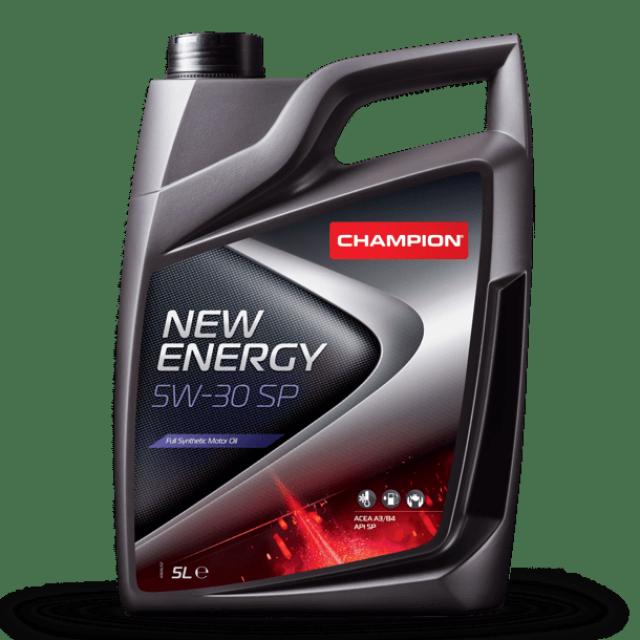 CHAMPION
NEW
ENERGY
5W-30 SP
Full Synthetic Motor Oil
ACEA A3/B4
API SP
5L e